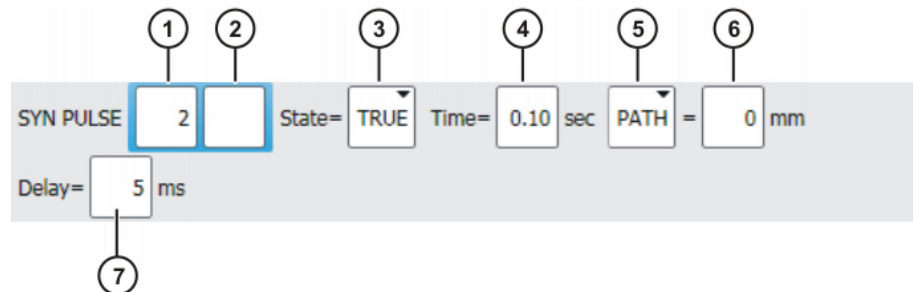 1 2 3 4 5 6
SYN PULSE 2 State= TRUE Time= 0.10 sec PATH = 0 mm
Delay= 5 ms
7